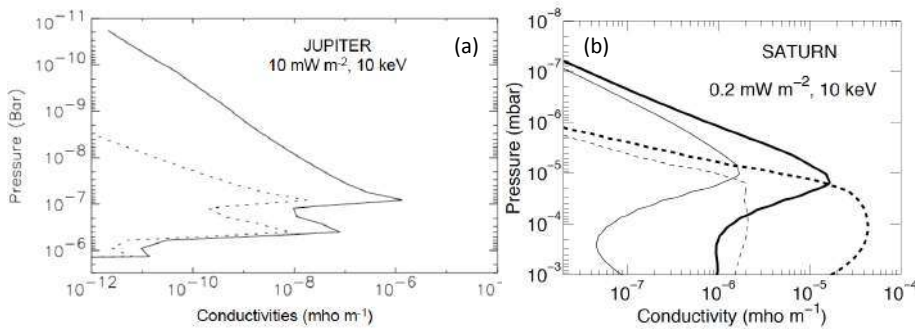 JUPITER
10 mW m⁻², 10 keV
(a)
Pressure (Bar)
10⁻¹¹
10⁻¹⁰
10⁻⁹
10⁻⁸
10⁻⁷
10⁻⁶
10⁻¹²
10⁻¹⁰
10⁻⁸
10⁻⁶
10⁻⁴
Conductivities (mho m⁻¹)
(b)
SATURN
0.2 mW m⁻², 10 keV
Pressure (mbar)
10⁻⁸
10⁻⁷
10⁻⁶
10⁻⁵
10⁻⁴
10⁻³
10⁻⁷
10⁻⁶
10⁻⁵
10⁻⁴
Conductivity (mho m⁻¹)